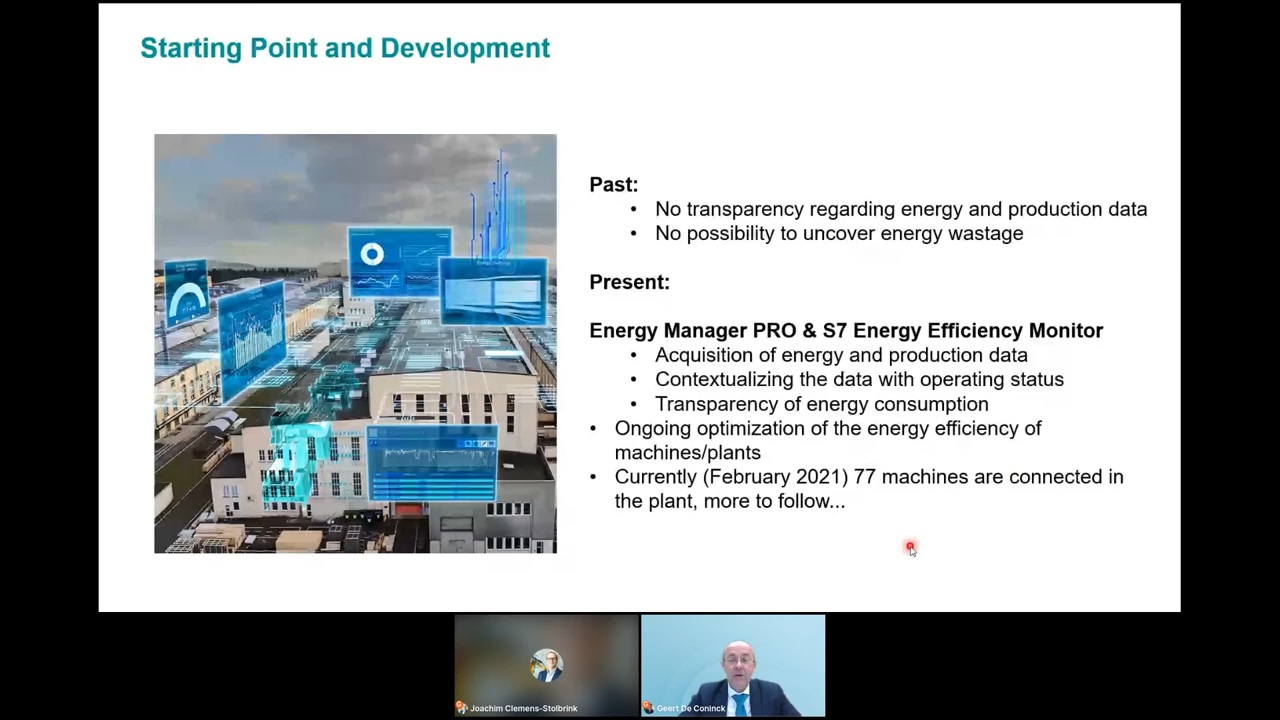 Starting Point and Development
Past:
• No transparency regarding energy and production data
• No possibility to uncover energy wastage
Present:
Energy Manager PRO & S7 Energy Efficiency Monitor
• Acquisition of energy and production data
• Contextualizing the data with operating status
• Transparency of energy consumption
• Ongoing optimization of the energy efficiency of
machines/plants
• Currently (February 2021) 77 machines are connected in
the plant, more to follow...
Joachim Clemens-Stolbrink
Geert De Coninck